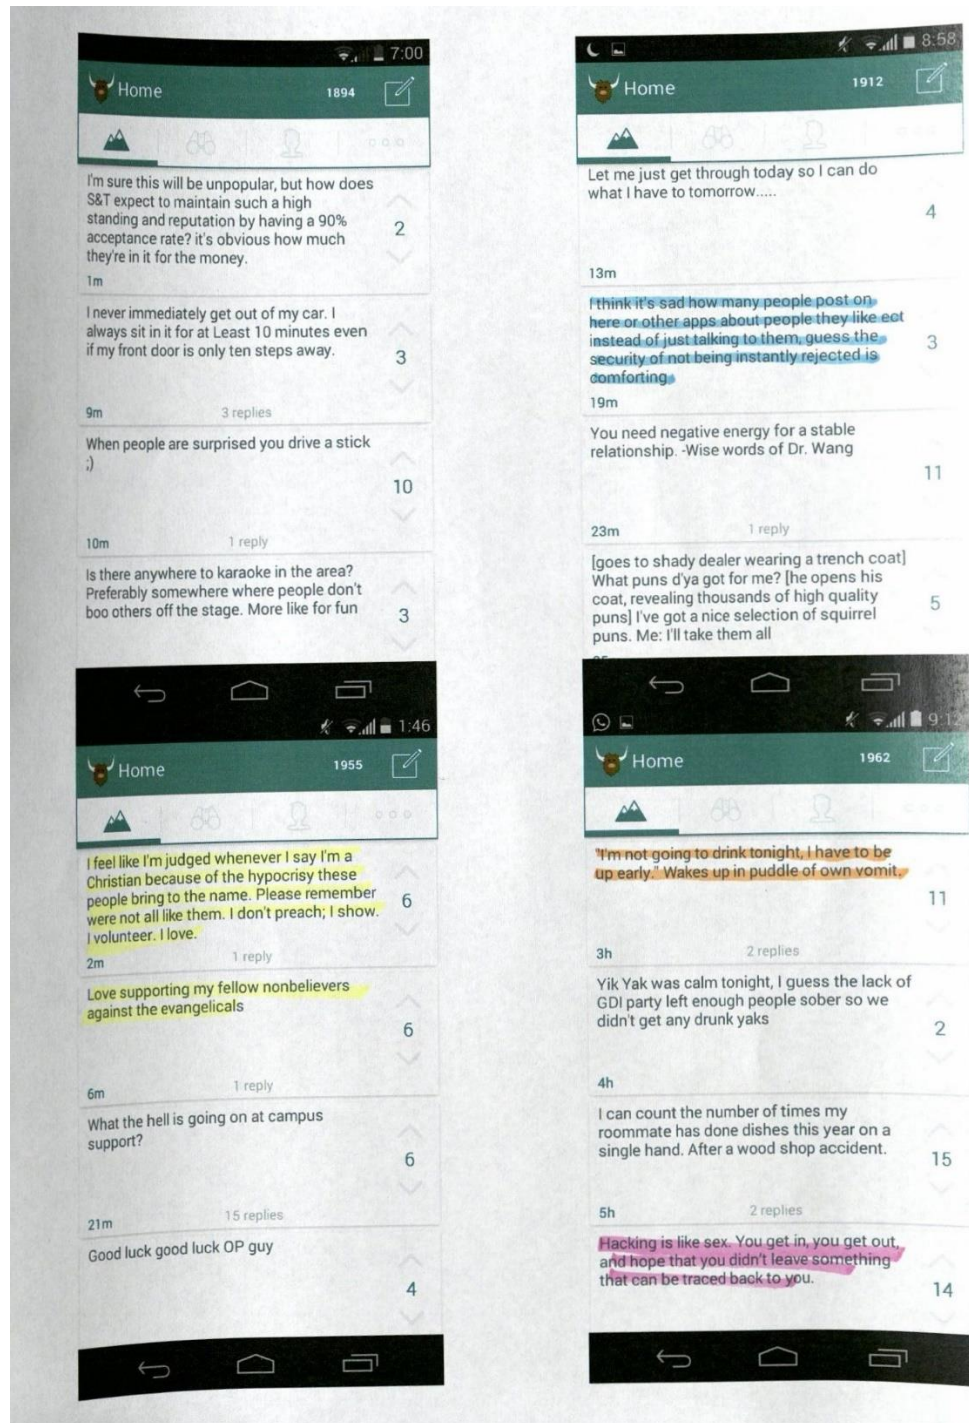 7:00
Home
1894
I'm sure this will be unpopular, but how does
S&T expect to maintain such a high
standing and reputation by having a 90%
acceptance rate? it's obvious how much
they're in it for the money.
2
1m
I never immediately get out of my car. I
always sit in it for at Least 10 minutes even
if my front door is only ten steps away.
3
9m
3 replies
When people are surprised you drive a stick
;)
10
10m
1 reply
Is there anywhere to karaoke in the area?
Preferably somewhere where people don't
boo others off the stage. More like for fun
3
8:58
Home
1912
Let me just get through today so I can do
what I have to tomorrow.....
4
13m
I think it's sad how many people post on
here or other apps about people they like ect
instead of just talking to them, guess the
security of not being instantly rejected is
comforting
3
19m
You need negative energy for a stable
relationship. -Wise words of Dr. Wang
11
23m
1 reply
[goes to shady dealer wearing a trench coat]
What puns d'ya got for me? [he opens his
coat, revealing thousands of high quality
puns] I've got a nice selection of squirrel
puns. Me: I'll take them all
5
1:46
Home
1955
I feel like I'm judged whenever I say I'm a
Christian because of the hypocrisy these
people bring to the name. Please remember
were not all like them. I don't preach; I show.
I volunteer. I love.
6
2m
1 reply
Love supporting my fellow nonbelievers
against the evangelicals
6
6m
1 reply
What the hell is going on at campus
support?
6
21m
15 replies
Good luck good luck OP guy
4
9:12
Home
1962
"I'm not going to drink tonight, I have to be
up early." Wakes up in puddle of own vomit.
11
3h
2 replies
Yik Yak was calm tonight, I guess the lack of
GDI party left enough people sober so we
didn't get any drunk yaks
2
4h
I can count the number of times my
roommate has done dishes this year on a
single hand. After a wood shop accident.
15
5h
2 replies
Hacking is like sex. You get in, you get out,
and hope that you didn't leave something
that can be traced back to you.
14